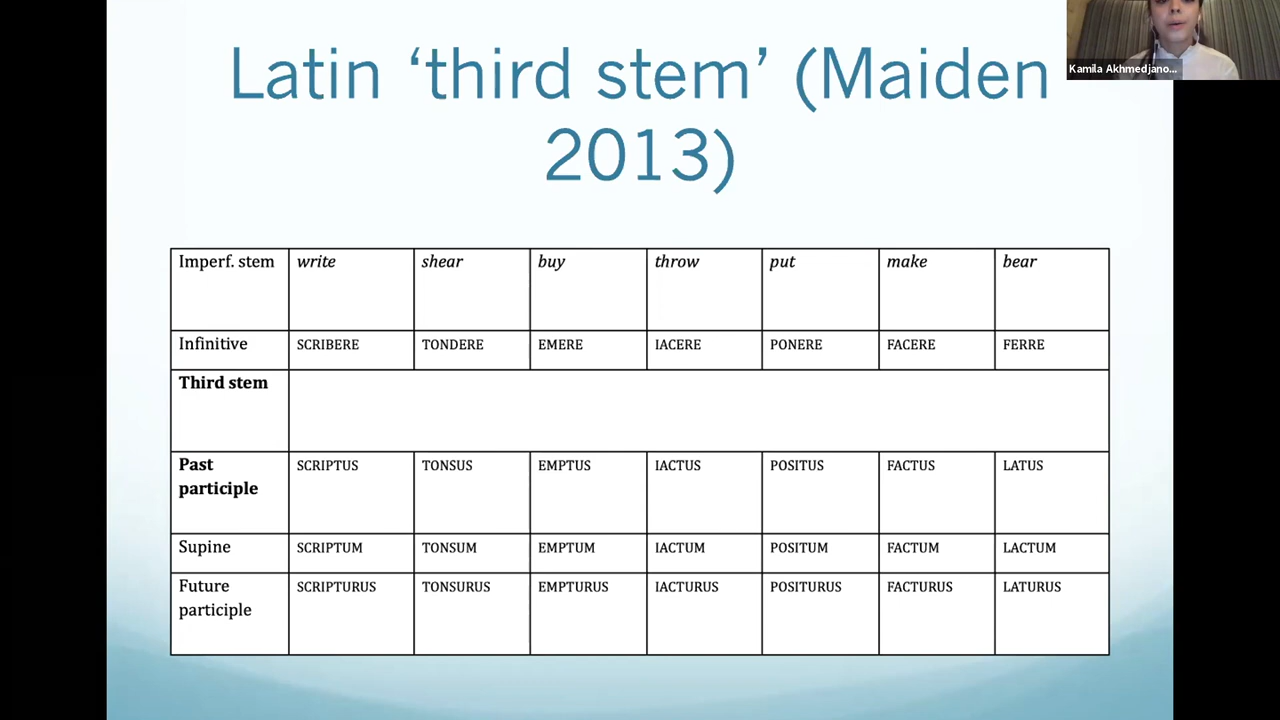 Latin ‘third stem’ (Maiden
2013)
Kamila Akhmedjano...
Imperf. stem write shear buy throw put make bear
Infinitive SCRIBERE TONDERE EMERE IACERE PONERE FACERE FERRE
Third stem
Past
participle SCRIPTUS TONSUS EMPTUS IACTUS POSITUS FACTUS LATUS
Supine SCRIPTUM TONSUM EMPTUM IACTUM POSITUM FACTUM LACTUM
Future
participle SCRIPTURUS TONSURUS EMPTURUS IACTURUS POSITURUS FACTURUS LATURUS